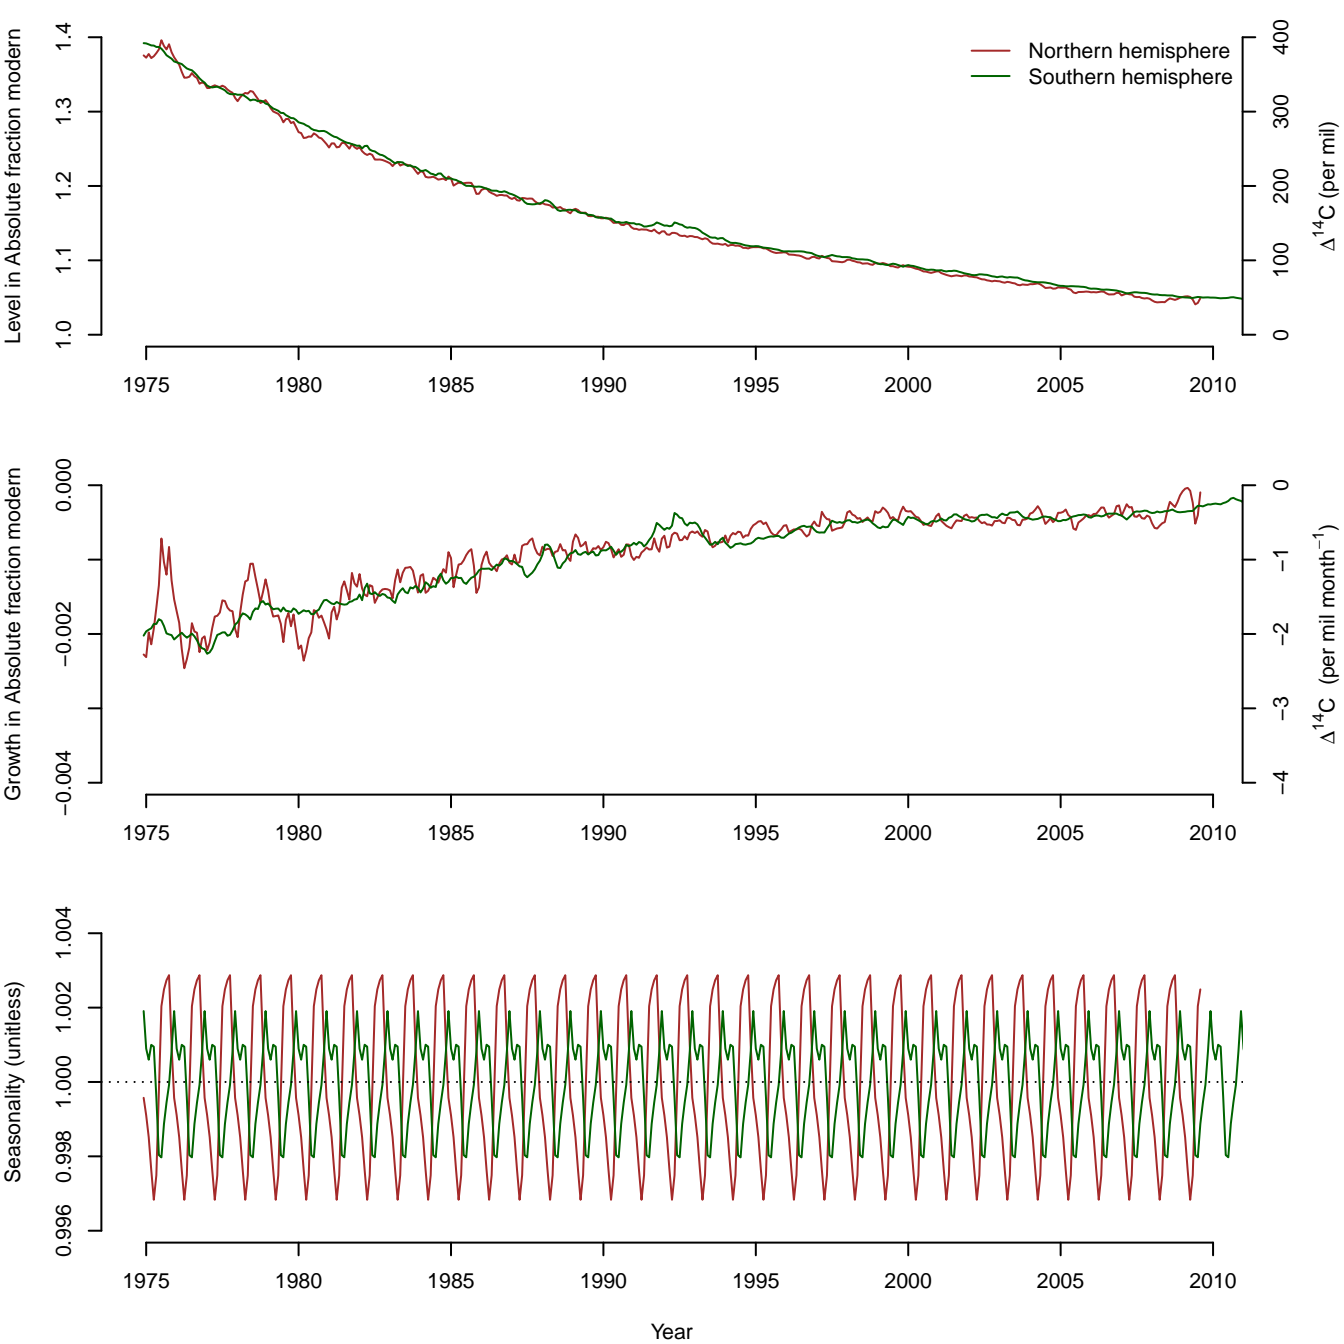 Level in Absolute fraction modern
1.0 1.1 1.2 1.3 1.4
Northern hemisphere
Southern hemisphere
0 100 200 300 400
Δ¹⁴C (per mil)
1975 1980 1985 1990 1995 2000 2005 2010
Growth in Absolute fraction modern
−0.004 −0.002 0.000
−4 −3 −2 −1 0
Δ¹⁴C (per mil month⁻¹)
1975 1980 1985 1990 1995 2000 2005 2010
Seasonality (unitless)
0.996 0.998 1.000 1.002 1.004
1975 1980 1985 1990 1995 2000 2005 2010
Year